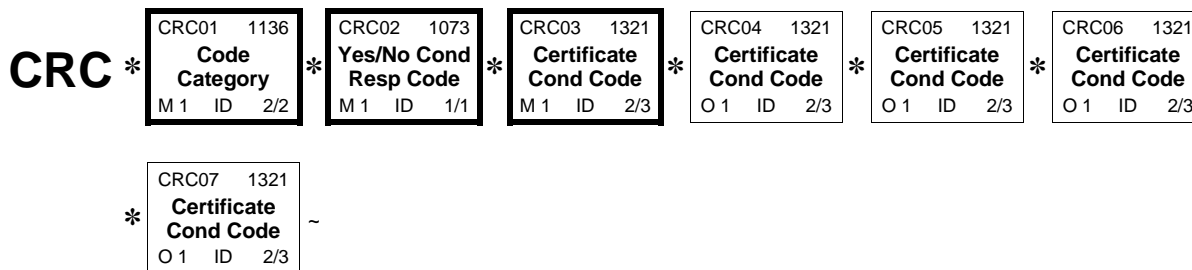 CRC * CRC01 1136 Code Category M 1 ID 2/2 * CRC02 1073 Yes/No Cond Resp Code M 1 ID 1/1 * CRC03 1321 Certificate Cond Code M 1 ID 2/3 * CRC04 1321 Certificate Cond Code O 1 ID 2/3 * CRC05 1321 Certificate Cond Code O 1 ID 2/3 * CRC06 1321 Certificate Cond Code O 1 ID 2/3
* CRC07 1321 Certificate Cond Code O 1 ID 2/3 ~